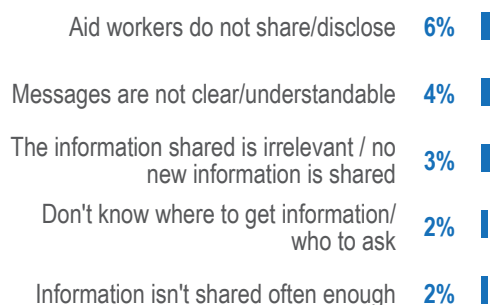 Aid workers do not share/disclose 6%
Messages are not clear/understandable 4%
The information shared is irrelevant / no
new information is shared 3%
Don't know where to get information/
who to ask 2%
Information isn't shared often enough 2%